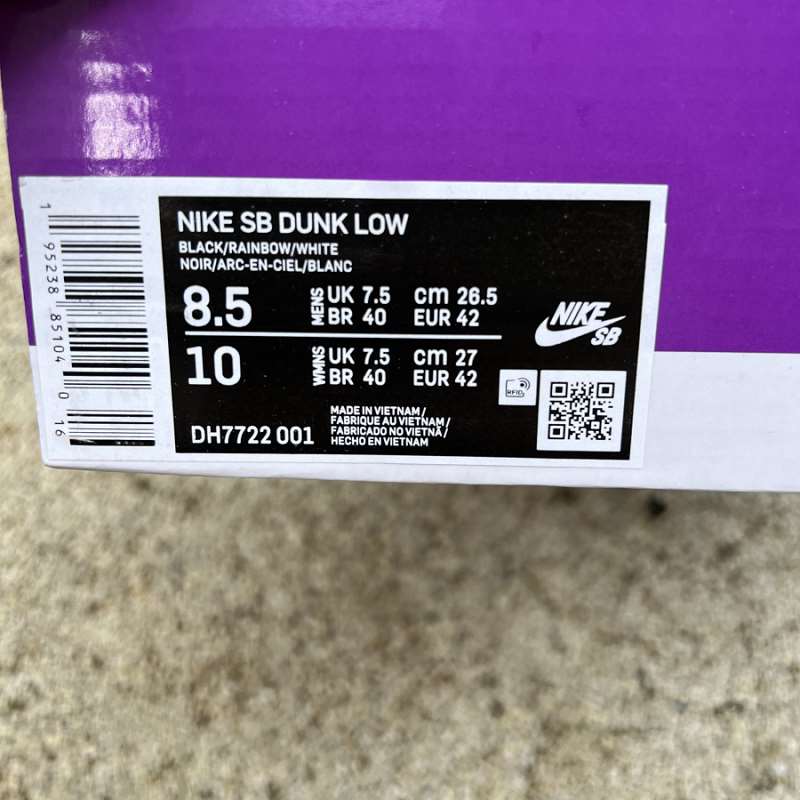 NIKE SB DUNK LOW
BLACK/RAINBOW/WHITE
NOIR/ARC-EN-CIEL/BLANC
8.5 MENS UK 7.5 cm 26.5
BR 40 EUR 42
10 WMNS UK 7.5 cm 27
BR 40 EUR 42
DH7722 001
MADE IN VIETNAM /
FABRIQUE AU VIETNAM /
FABRICADO NO VIETNÃ /
HECHO EN VIETNAM
NIKE
SB
RFID
1 95238 85104 0 16